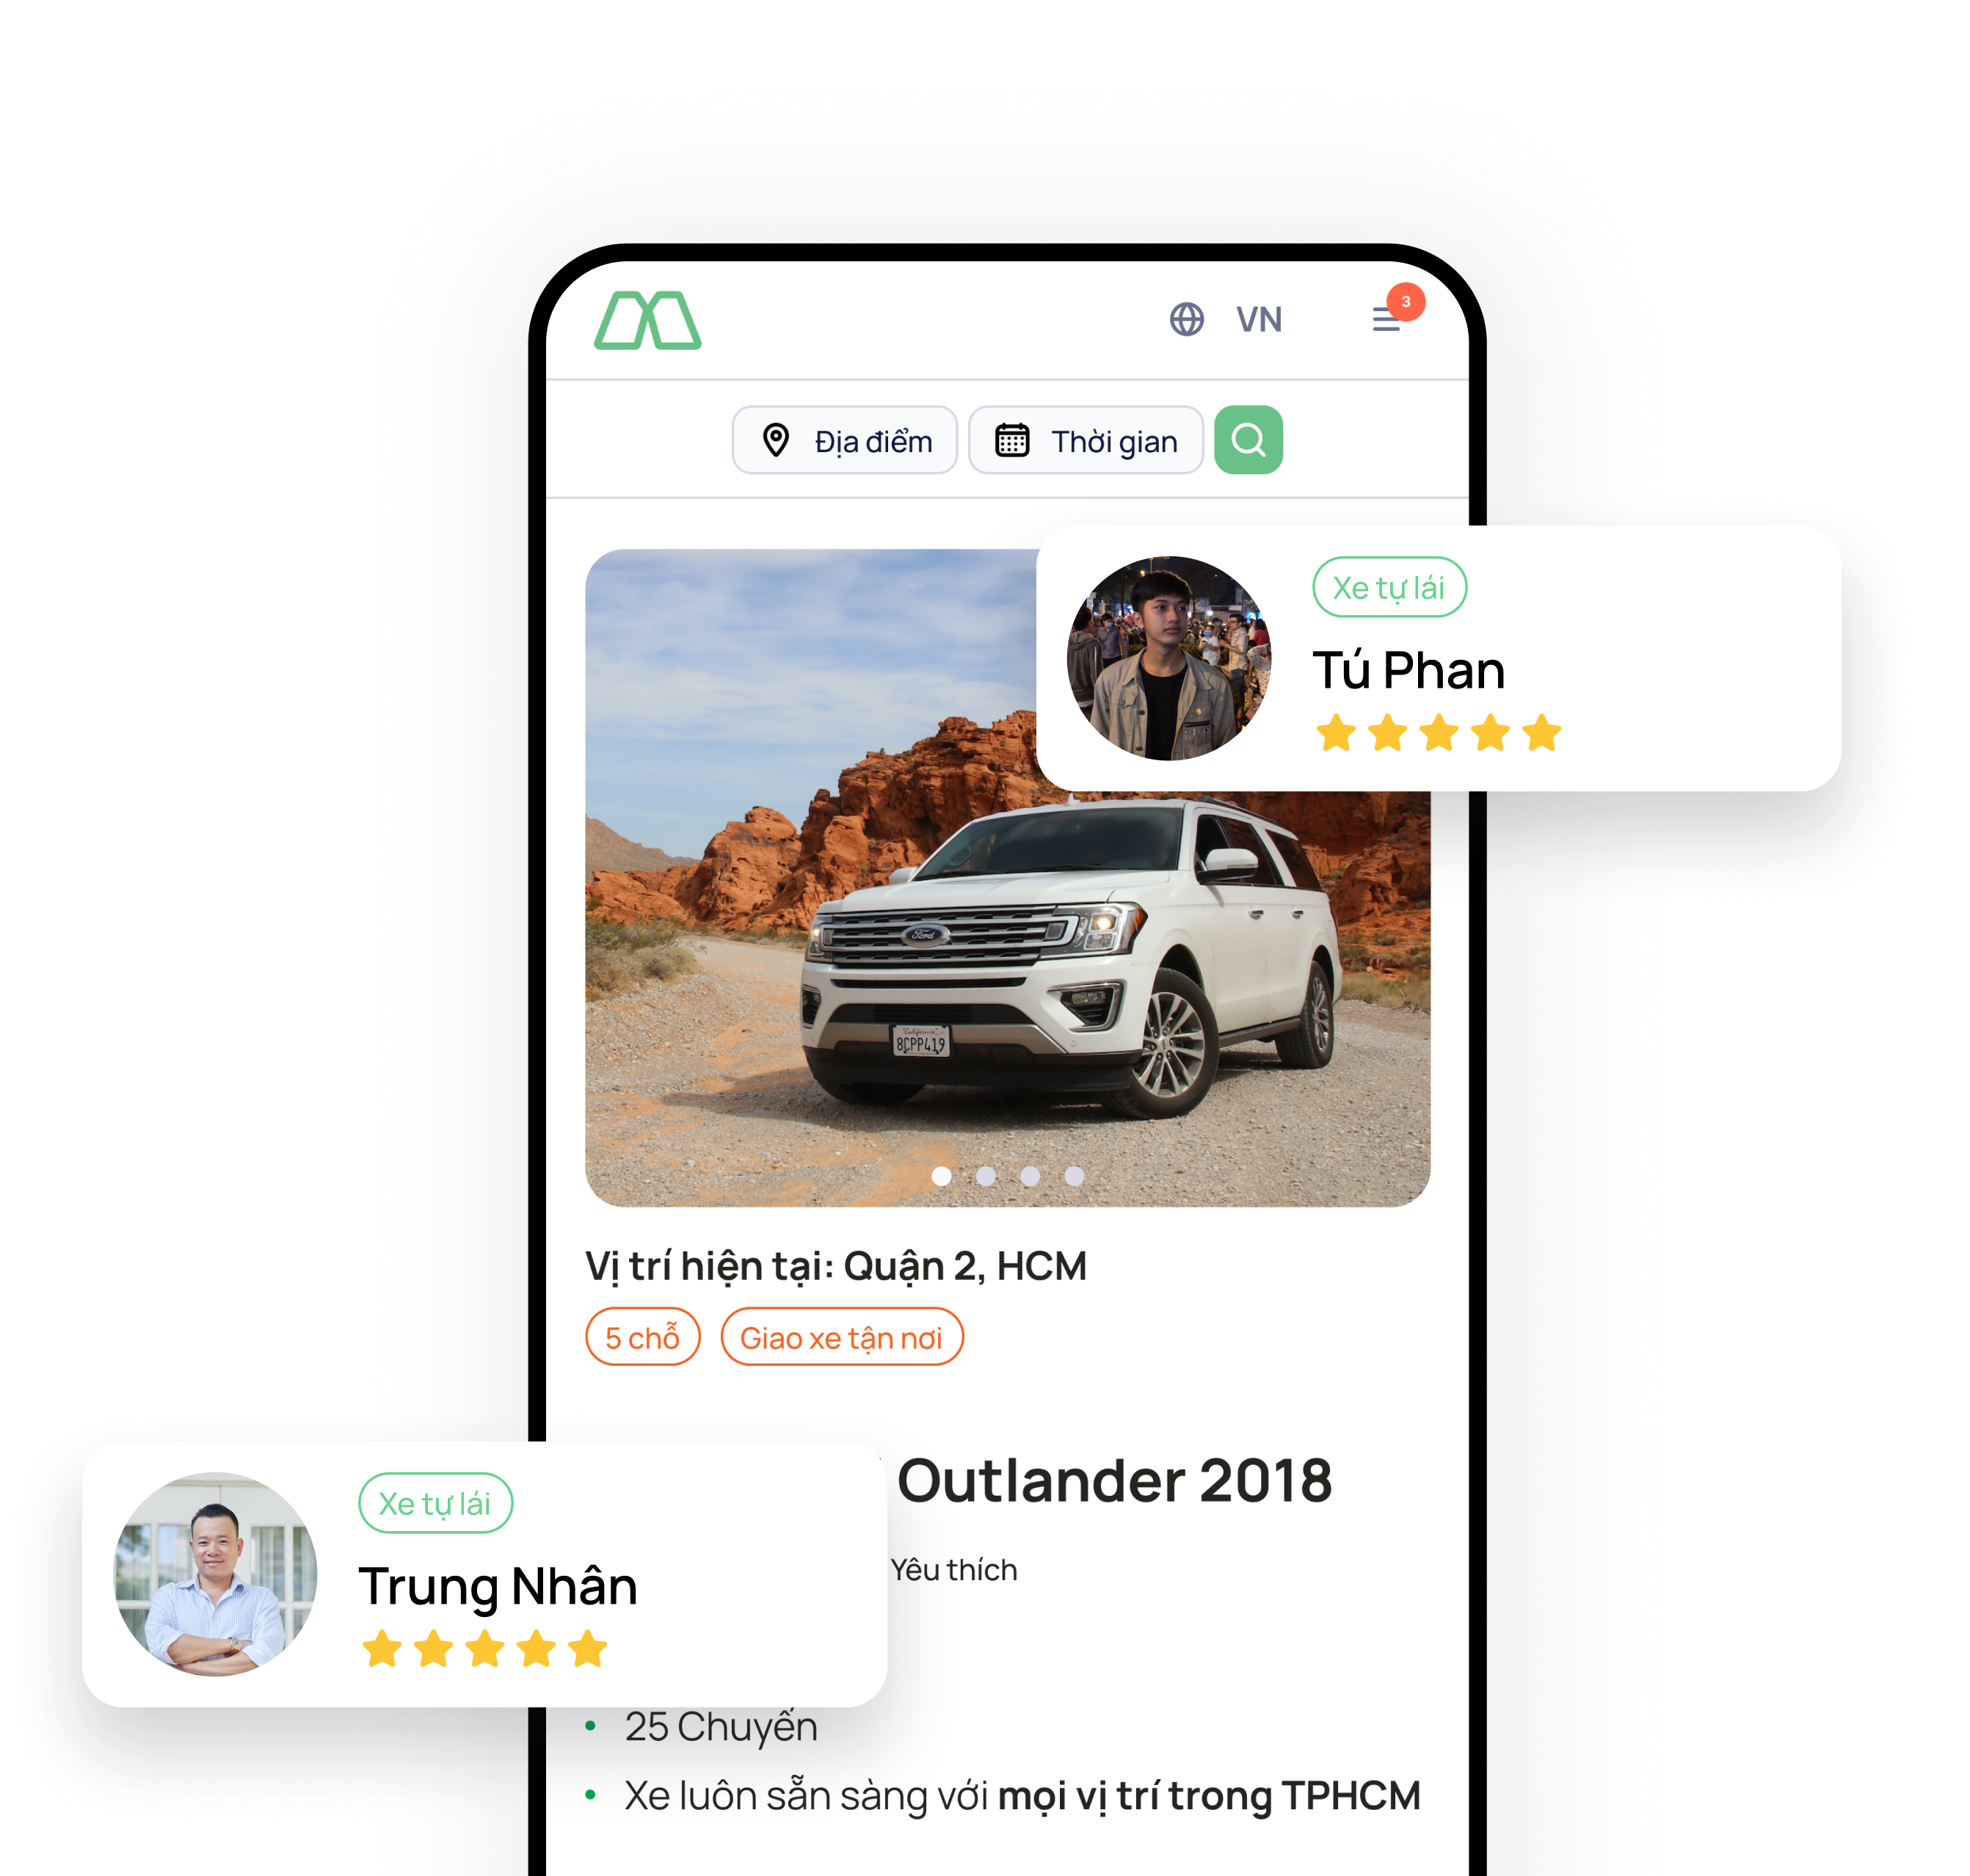 VN
3
Địa điểm
Thời gian
Xe tự lái
Tú Phan
Ford
California
8CPP419
Vị trí hiện tại: Quận 2, HCM
5 chỗ
Giao xe tận nơi
Outlander 2018
Xe tự lái
Trung Nhân
Yêu thích
25 Chuyến
Xe luôn sẵn sàng với mọi vị trí trong TPHCM